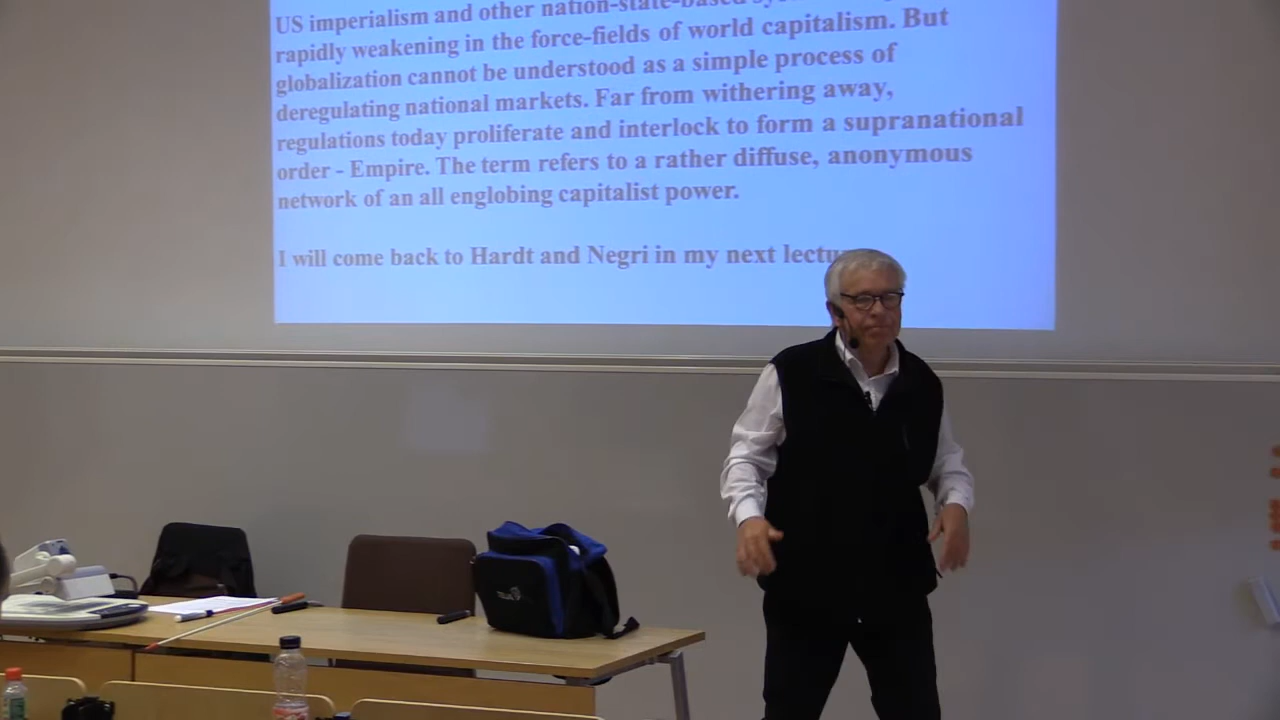 US imperialism and other nation-state-based
rapidly weakening in the force-fields of world capitalism. But
globalization cannot be understood as a simple process of
deregulating national markets. Far from withering away,
regulations today proliferate and interlock to form a supranational
order - Empire. The term refers to a rather diffuse, anonymous
network of an all englobing capitalist power.
I will come back to Hardt and Negri in my next